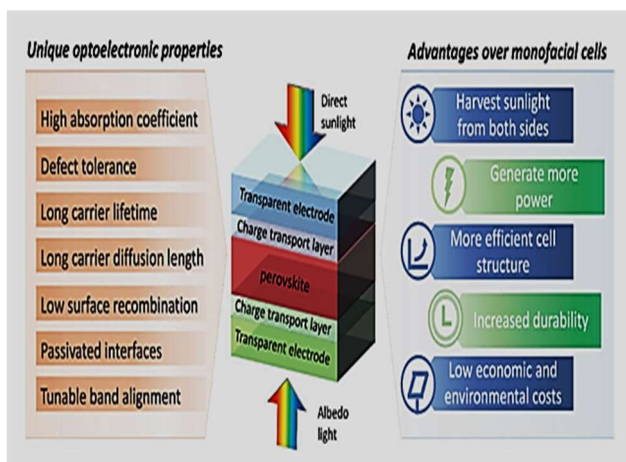 Unique optoelectronic properties
High absorption coefficient
Defect tolerance
Long carrier lifetime
Long carrier diffusion length
Low surface recombination
Passivated interfaces
Tunable band alignment
Direct
sunlight
Transparent electrode
Charge transport layer
perovskite
Charge transport layer
Transparent electrode
Albedo
light
Advantages over monofacial cells
Harvest sunlight
from both sides
Generate more
power
More efficient cell
structure
Increased durability
Low economic and
environmental costs